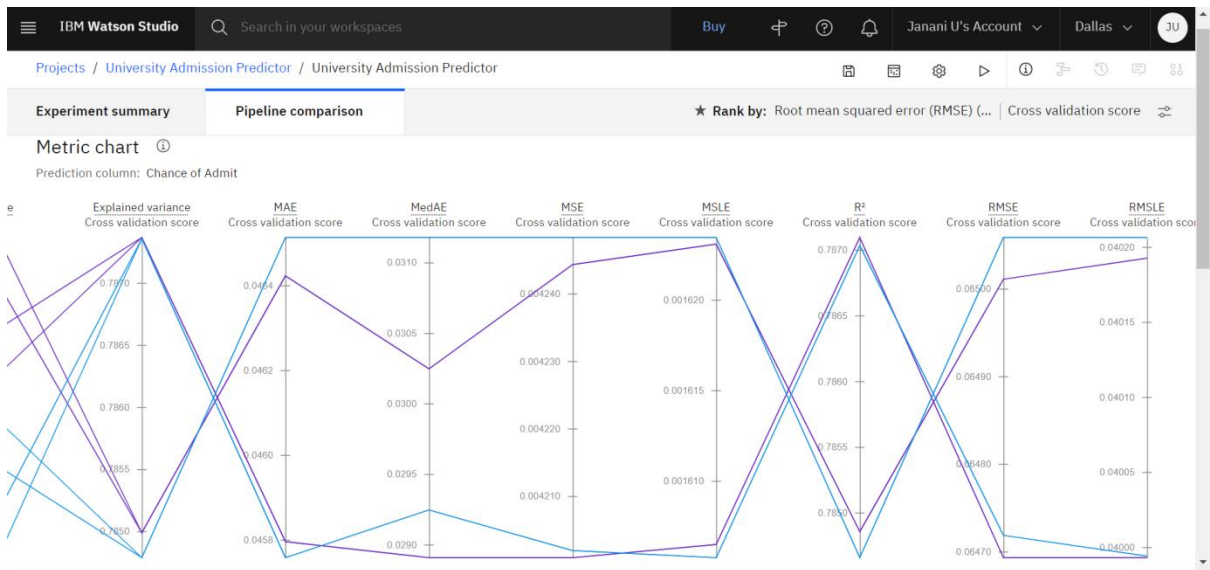 IBM Watson Studio Search in your workspaces Buy Janani U's Account Dallas JU
Projects / University Admission Predictor / University Admission Predictor
Experiment summary Pipeline comparison ★ Rank by: Root mean squared error (RMSE) (... | Cross validation score
Metric chart
Prediction column: Chance of Admit
e Explained variance MAE MedAE MSE MSLE R² RMSE RMSLE
Cross validation score Cross validation score Cross validation score Cross validation score Cross validation score Cross validation score Cross validation score Cross validation sco
0.7870 0.0464 0.0310 0.004240 0.001620 0.7870 0.06500 0.04020
0.7865 0.0462 0.0305 0.004230 0.001615 0.7865 0.06490 0.04015
0.7860 0.0460 0.0300 0.004220 0.001610 0.7860 0.06480 0.04010
0.7855 0.0458 0.0295 0.004210 0.7855 0.06470 0.04005
0.7850 0.0290 0.7850 0.04000